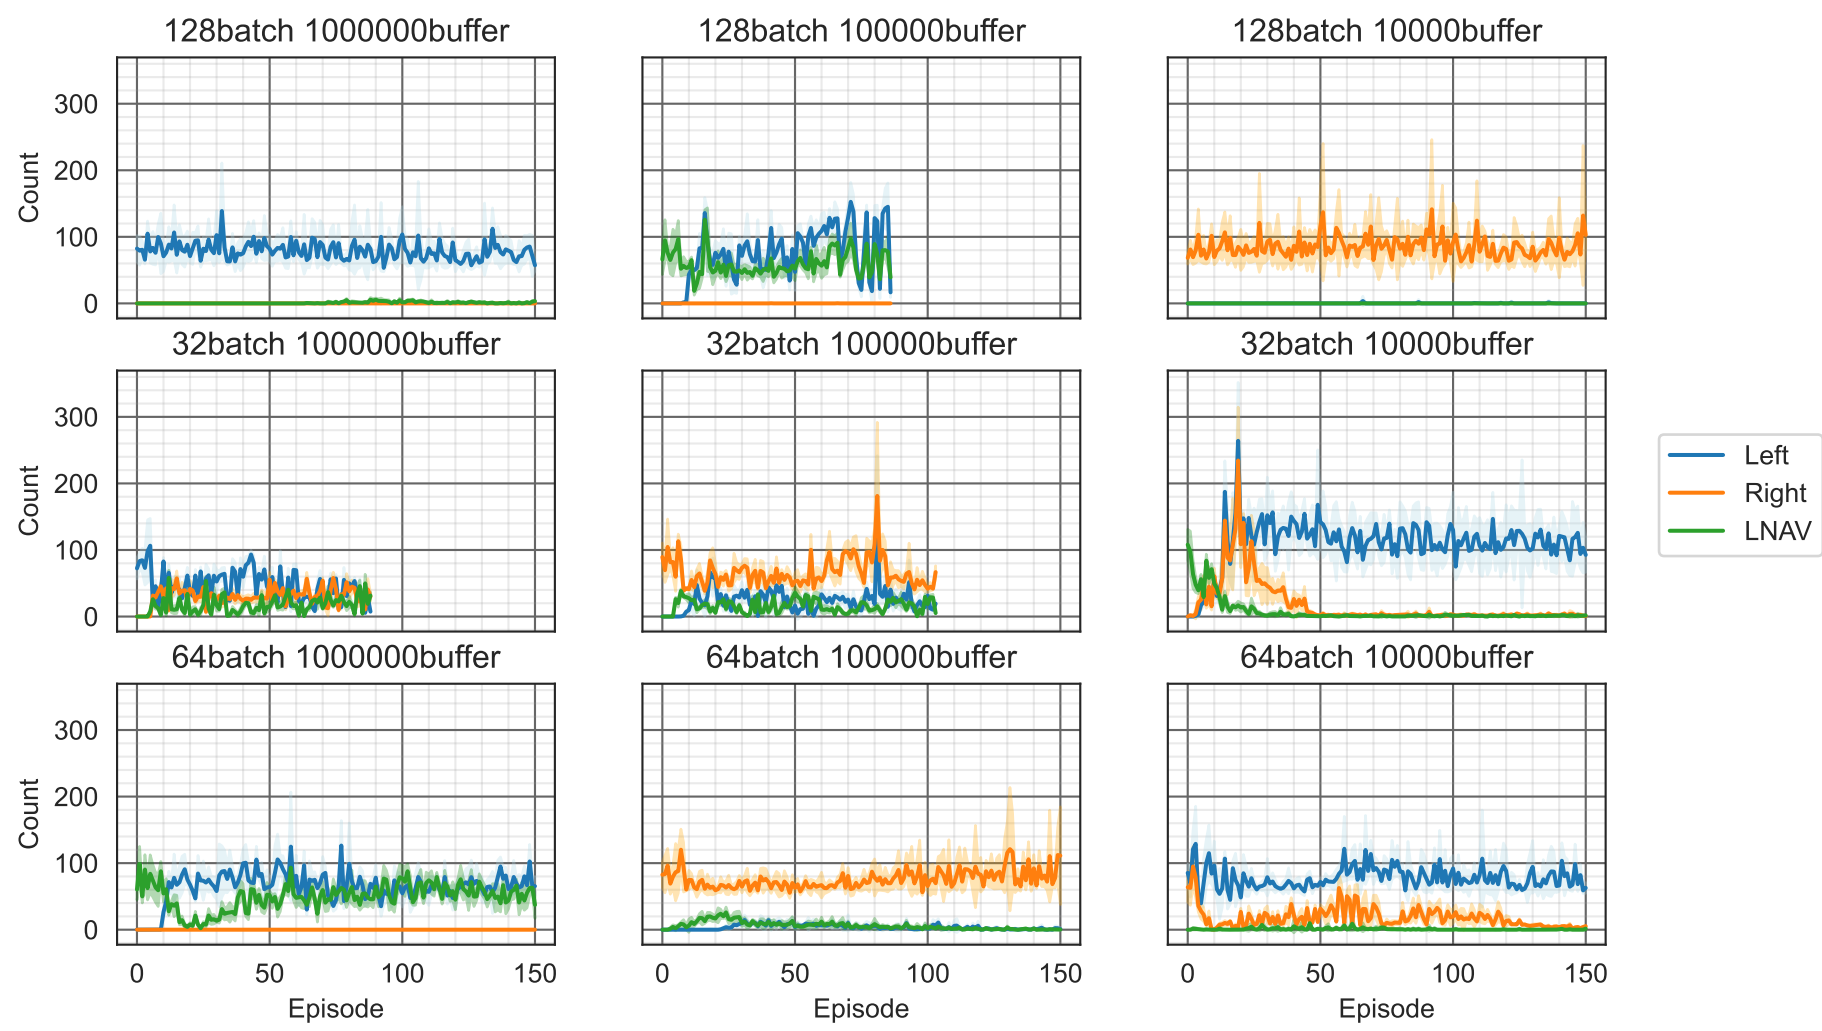 128batch 1000000buffer
128batch 100000buffer
128batch 10000buffer
300
200
100
0
Count
32batch 1000000buffer
32batch 100000buffer
32batch 10000buffer
300
200
100
0
Count
Left
Right
LNAV
64batch 1000000buffer
64batch 100000buffer
64batch 10000buffer
300
200
100
0
Count
0 50 100 150
0 50 100 150
0 50 100 150
Episode
Episode
Episode